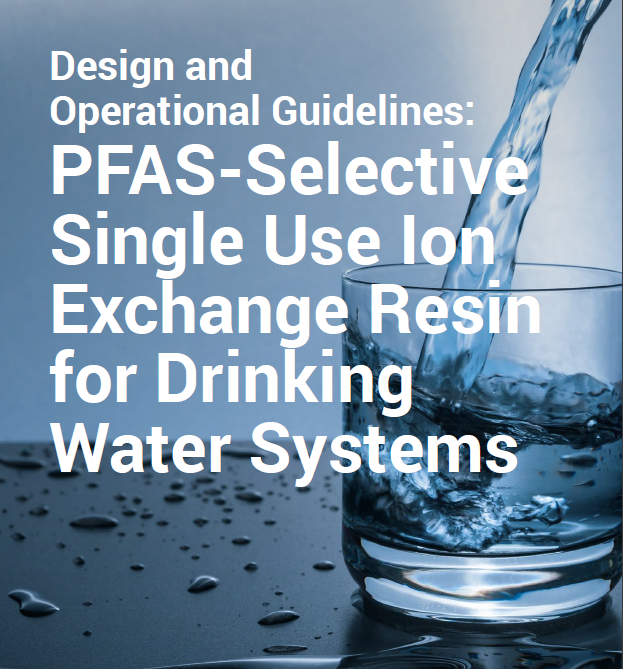 Design and
Operational Guidelines:
PFAS-Selective
Single Use Ion
Exchange Resin
for Drinking
Water Systems